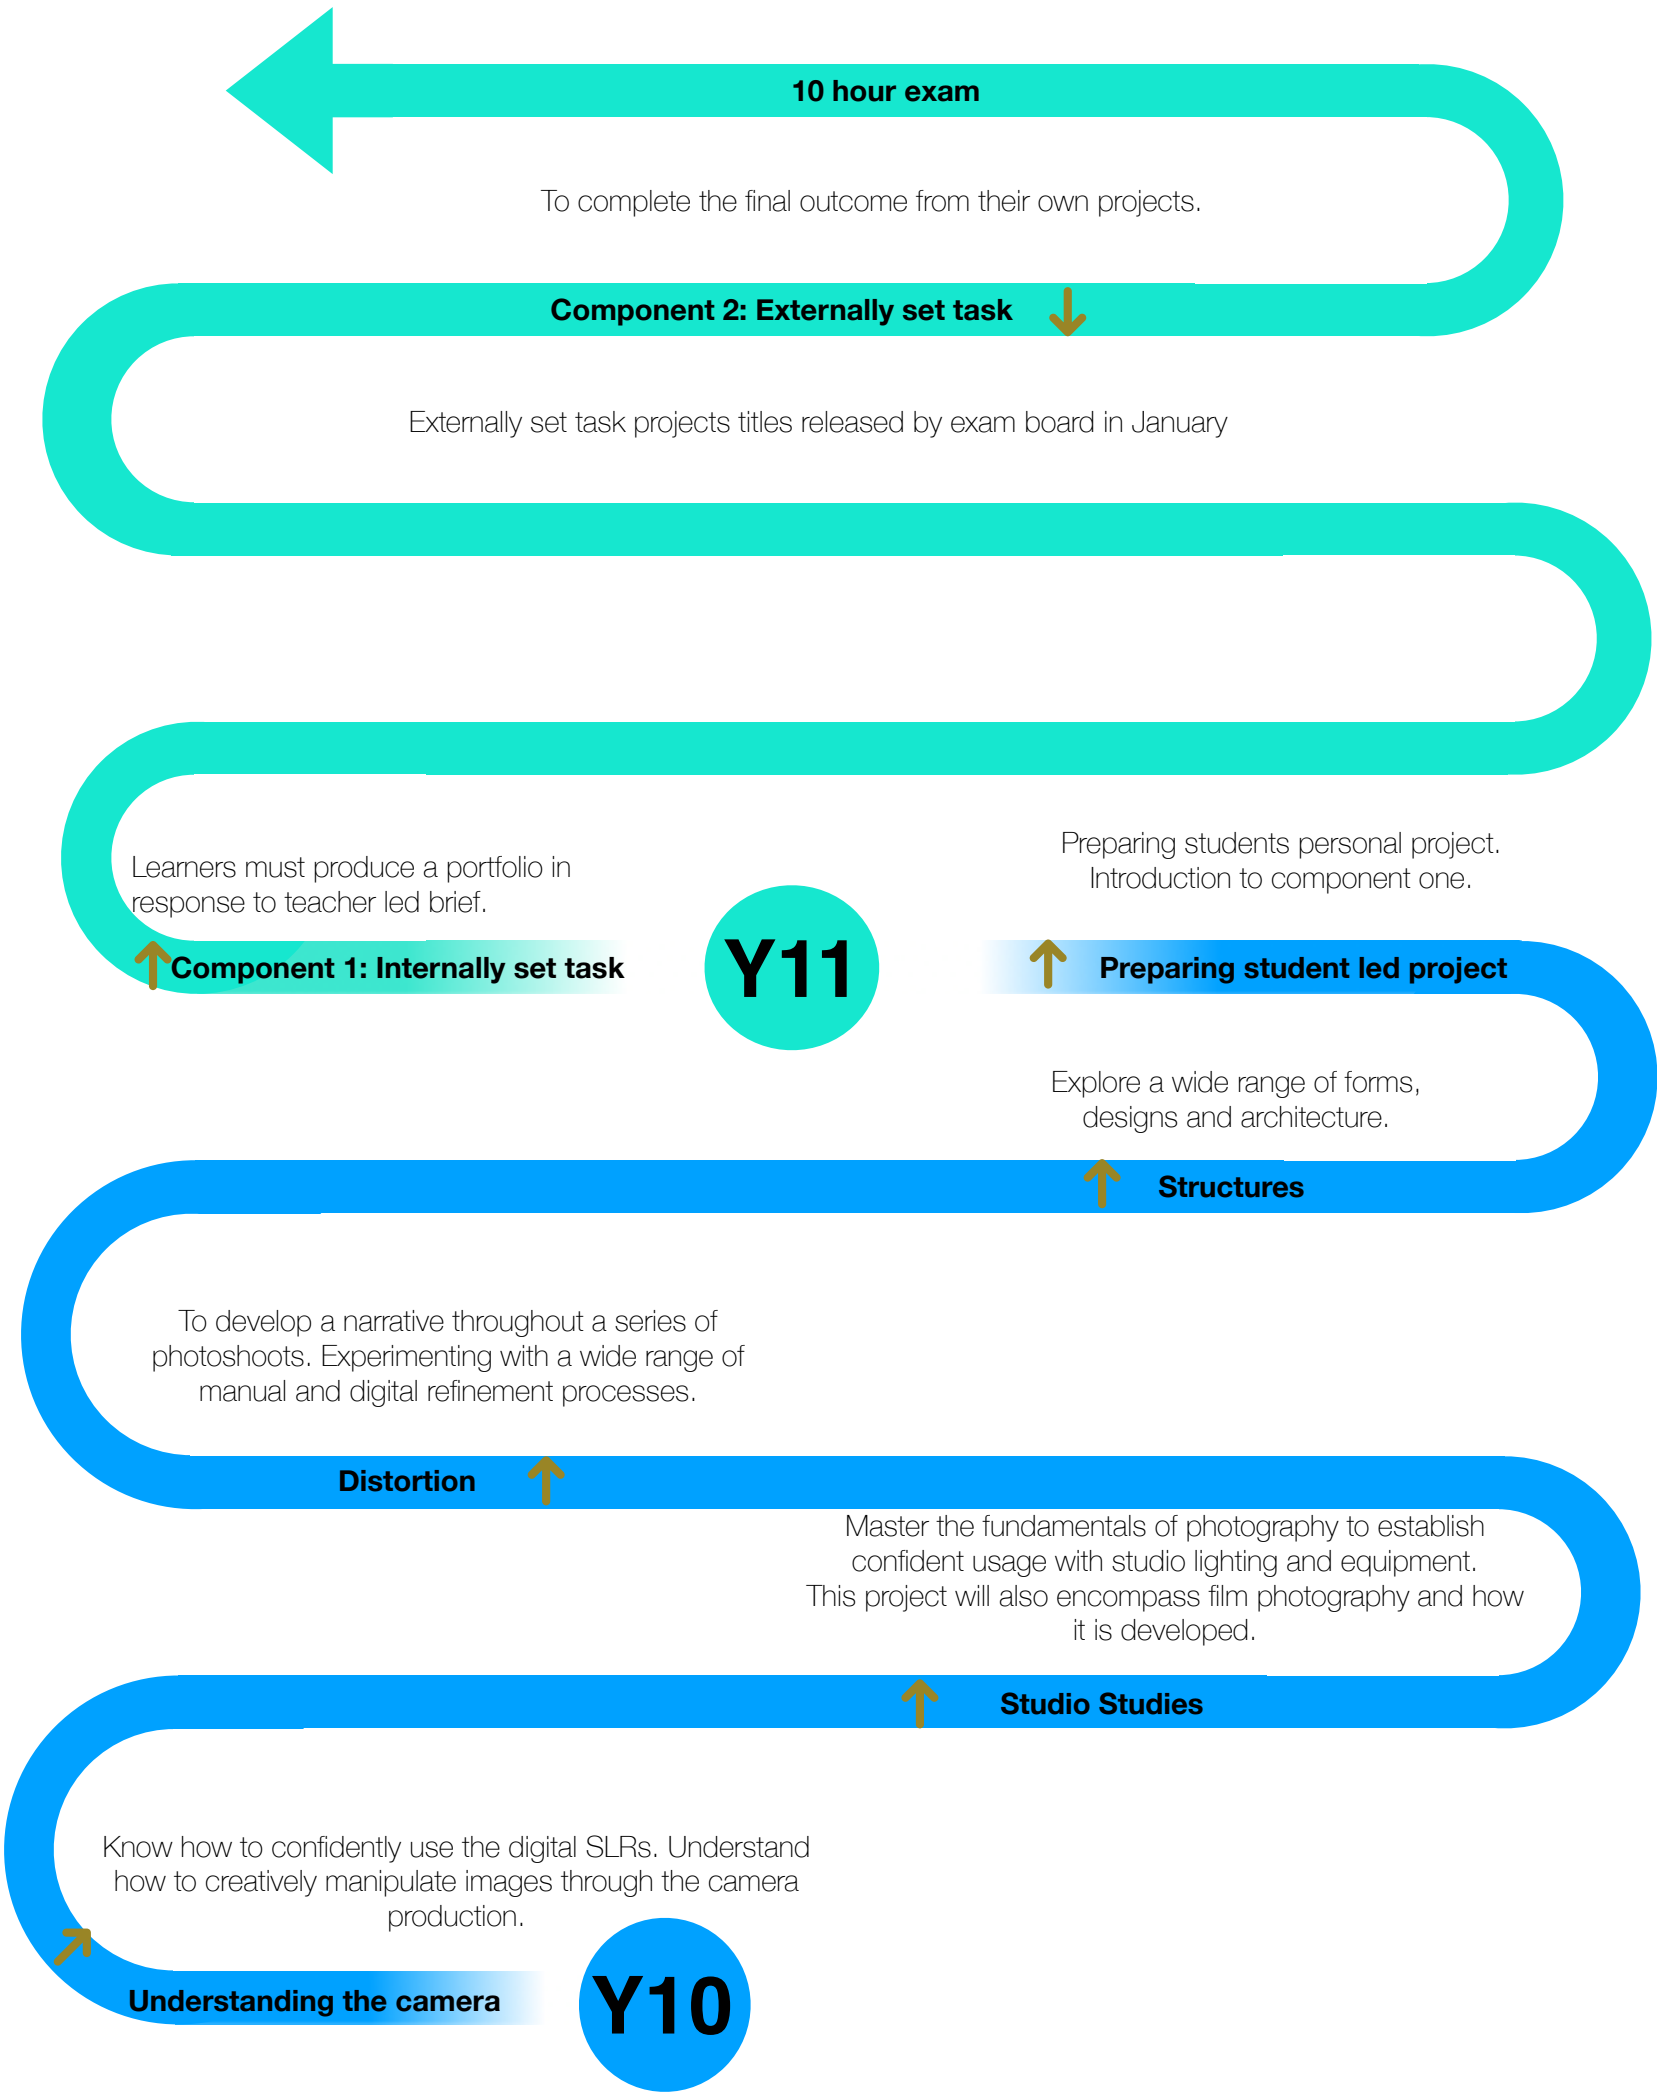 10 hour exam
To complete the final outcome from their own projects.
Component 2: Externally set task
Externally set task projects titles released by exam board in January
Learners must produce a portfolio in
response to teacher led brief.
Component 1: Internally set task
Y11
Preparing students personal project.
Introduction to component one.
Preparing student led project
Explore a wide range of forms,
designs and architecture.
Structures
To develop a narrative throughout a series of
photoshoots. Experimenting with a wide range of
manual and digital refinement processes.
Distortion
Master the fundamentals of photography to establish
confident usage with studio lighting and equipment.
This project will also encompass film photography and how
it is developed.
Studio Studies
Know how to confidently use the digital SLRs. Understand
how to creatively manipulate images through the camera
production.
Understanding the camera
Y10